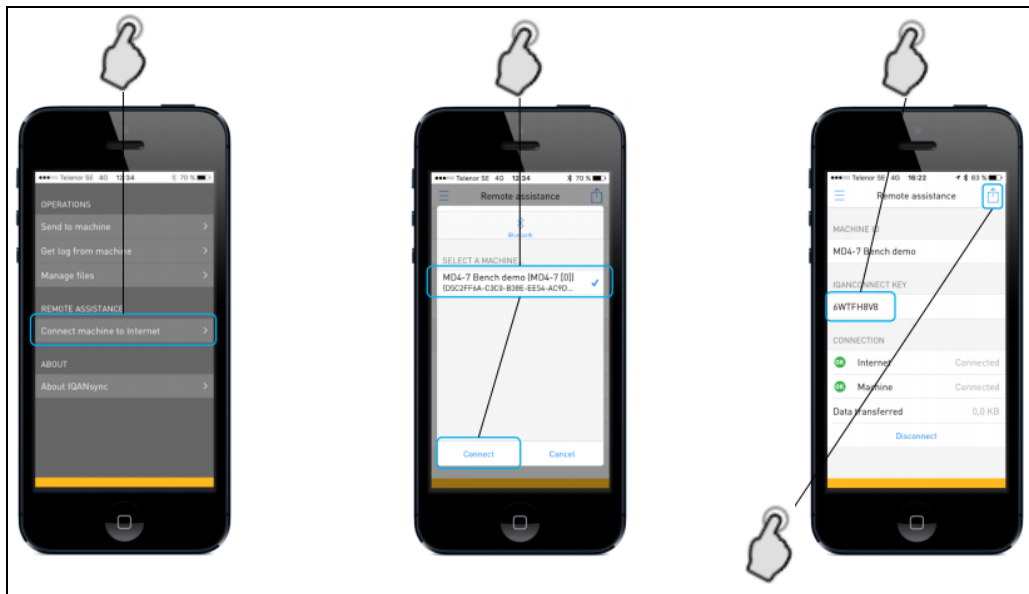 Telenor SE 4G 12:34 70 %
OPERATIONS
Send to machine
Get log from machine
Manage files
REMOTE ASSISTANCE
Connect machine to Internet
ABOUT
About IQANsync
Telenor SE 4G 12:34 70 %
Remote assistance
Bluetooth
SELECT A MACHINE
MD4-7 Bench demo [MD4-7 [0]]
(D5C2FF6A-C3C0-B38E-EE54-AC9D...
Connect Cancel
Telenor SE 4G 16:22 63 %
Remote assistance
MACHINE ID
MD4-7 Bench demo
IQANCONNECT KEY
6WTFH8V8
CONNECTION
OK Internet Connected
OK Machine Connected
Data transferred 0,0 KB
Disconnect